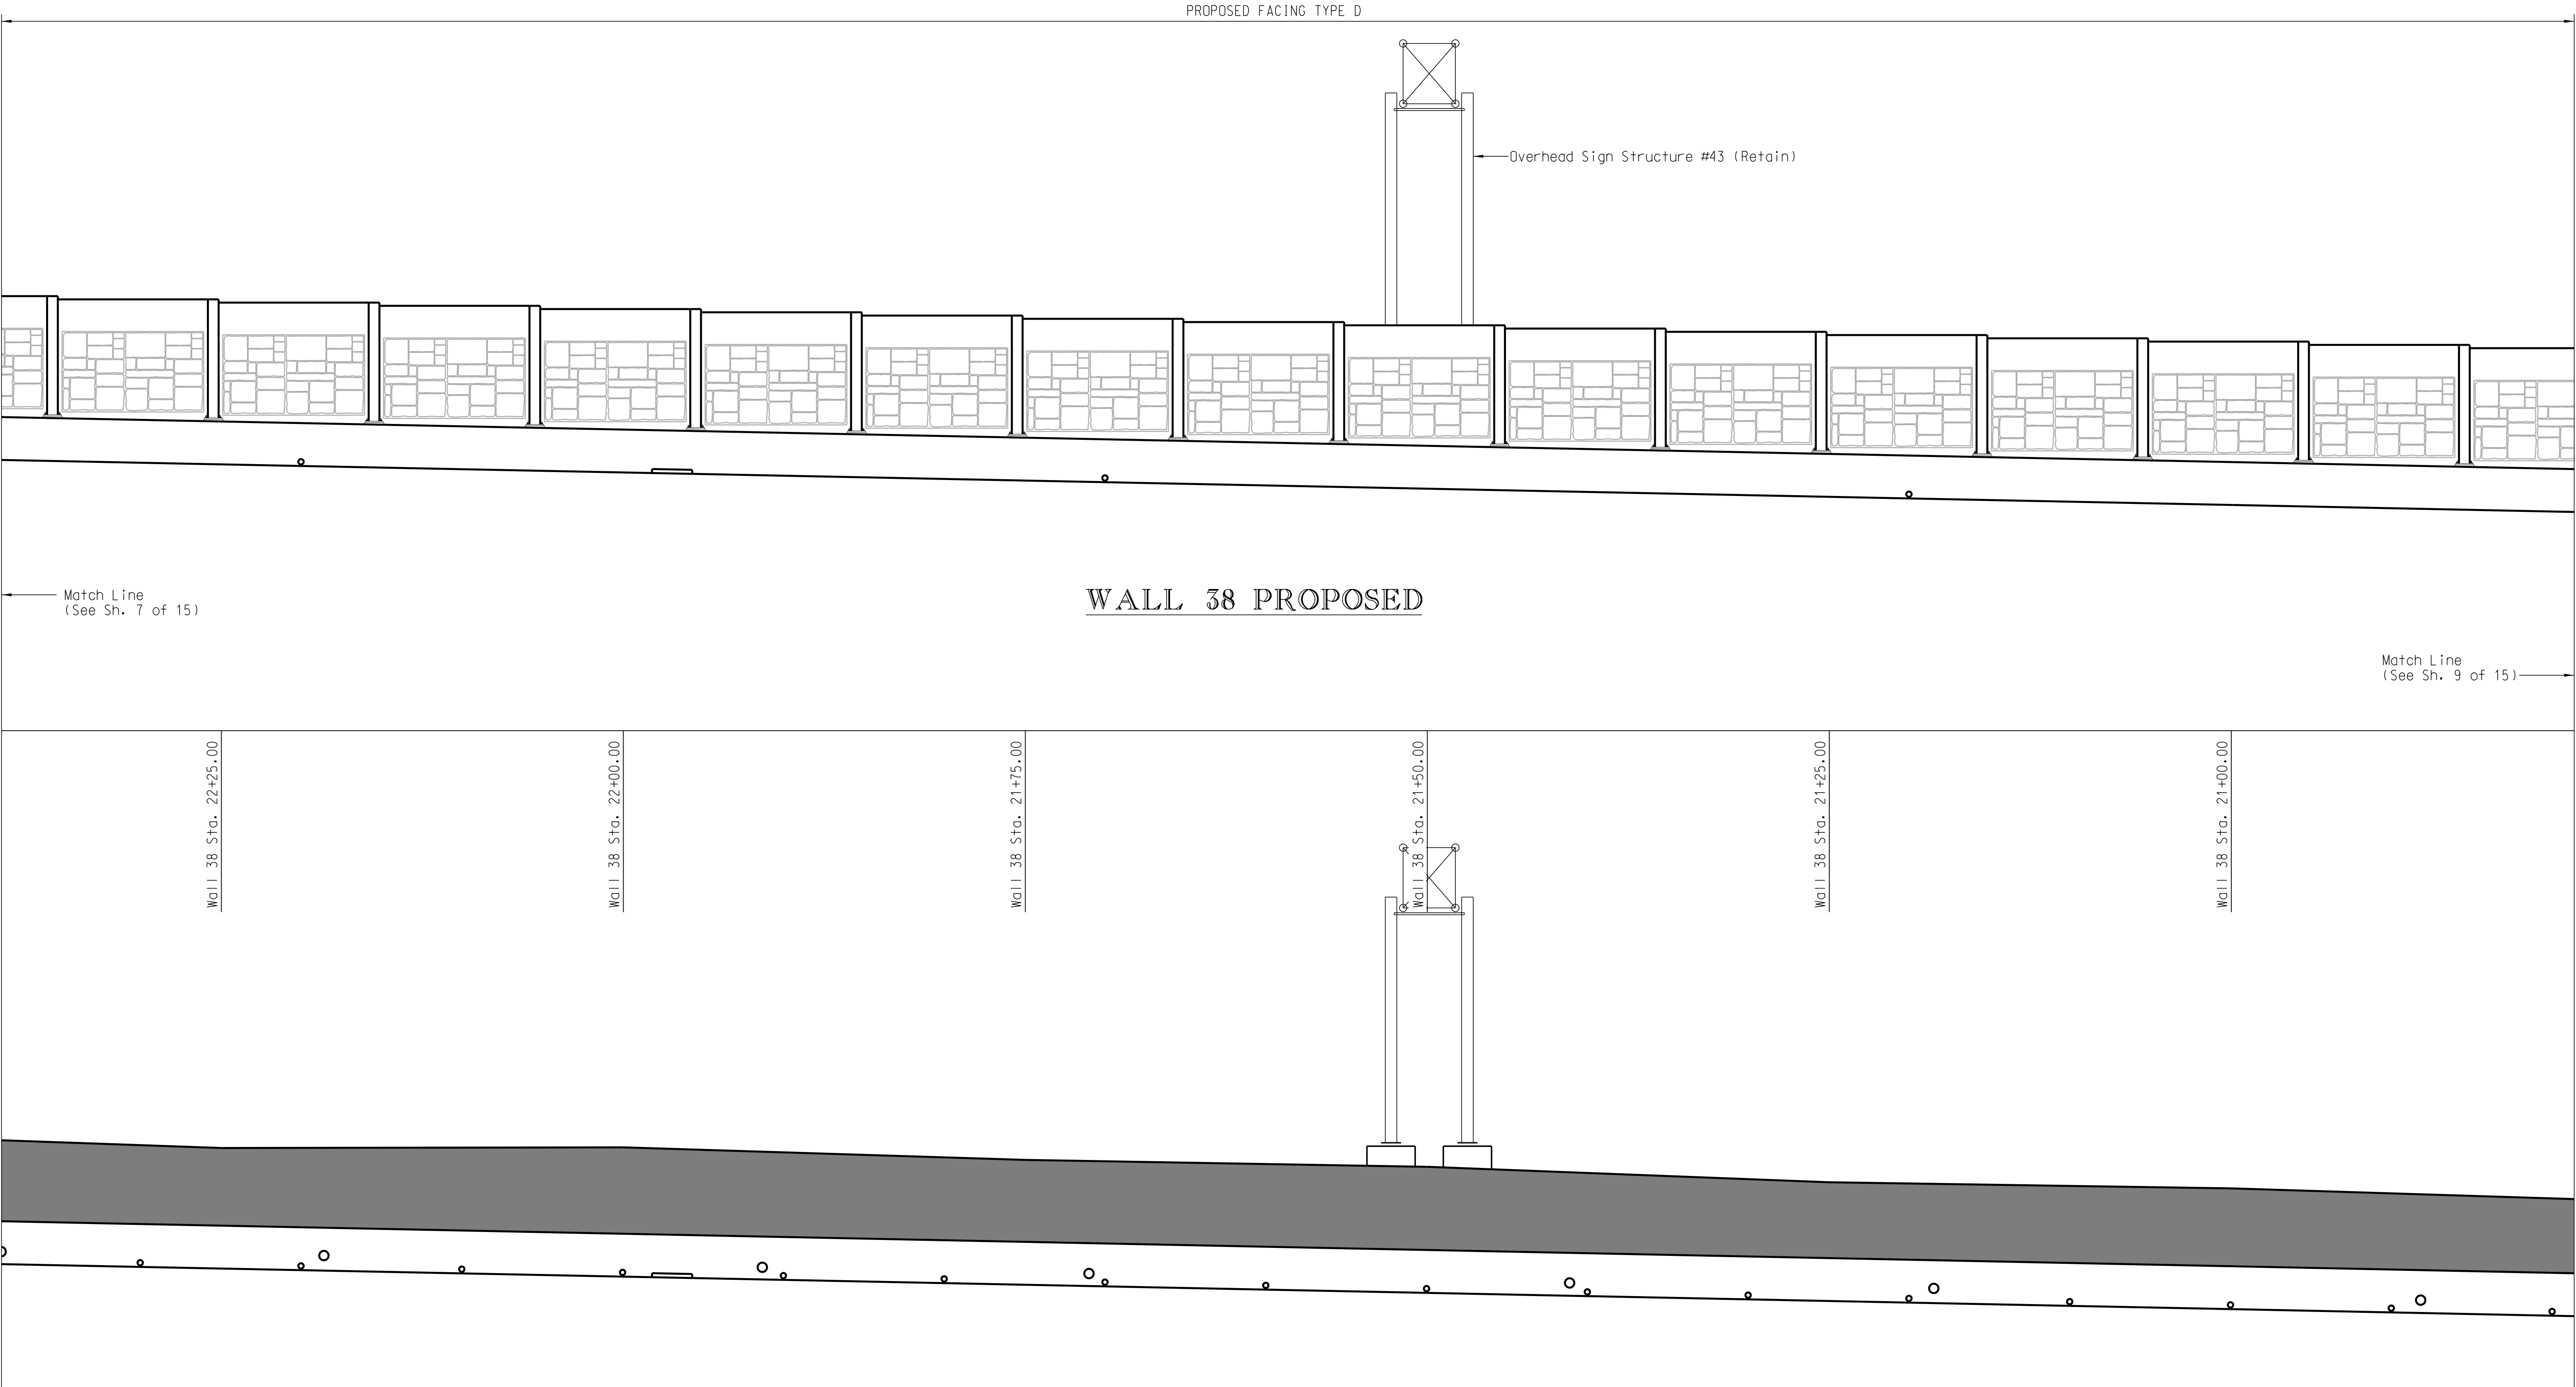 PROPOSED FACING TYPE D
Overhead Sign Structure #43 (Retain)
Match Line
(See Sh. 7 of 15)
WALL 38 PROPOSED
Match Line
(See Sh. 9 of 15)
Wall 38 Sta. 22+25.00
Wall 38 Sta. 22+00.00
Wall 38 Sta. 21+75.00
Wall 38 Sta. 21+50.00
Wall 38 Sta. 21+25.00
Wall 38 Sta. 21+00.00